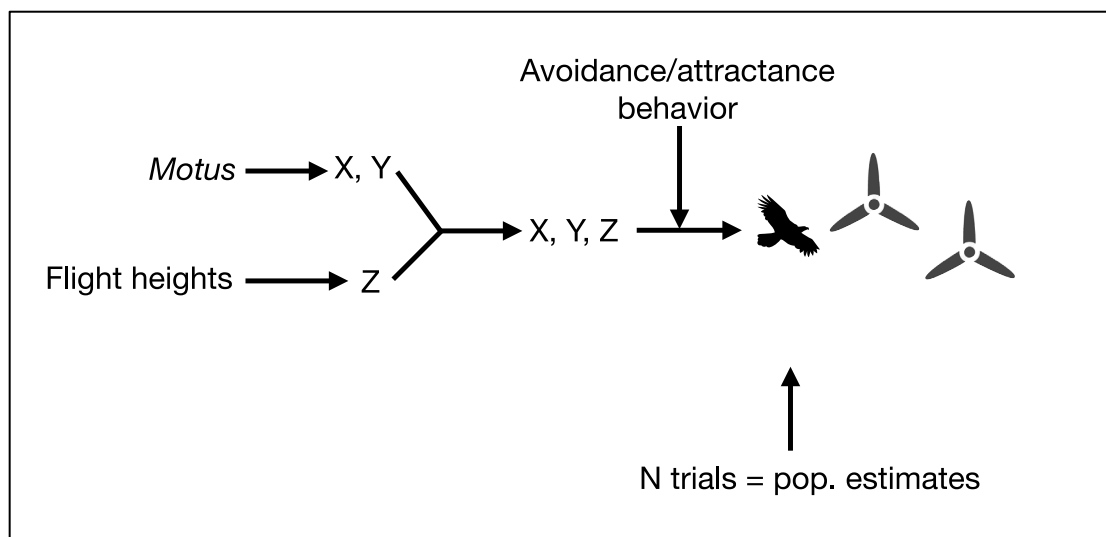 Avoidance/attractance
behavior
Motus
X, Y
X, Y, Z
Flight heights
Z
N trials = pop. estimates